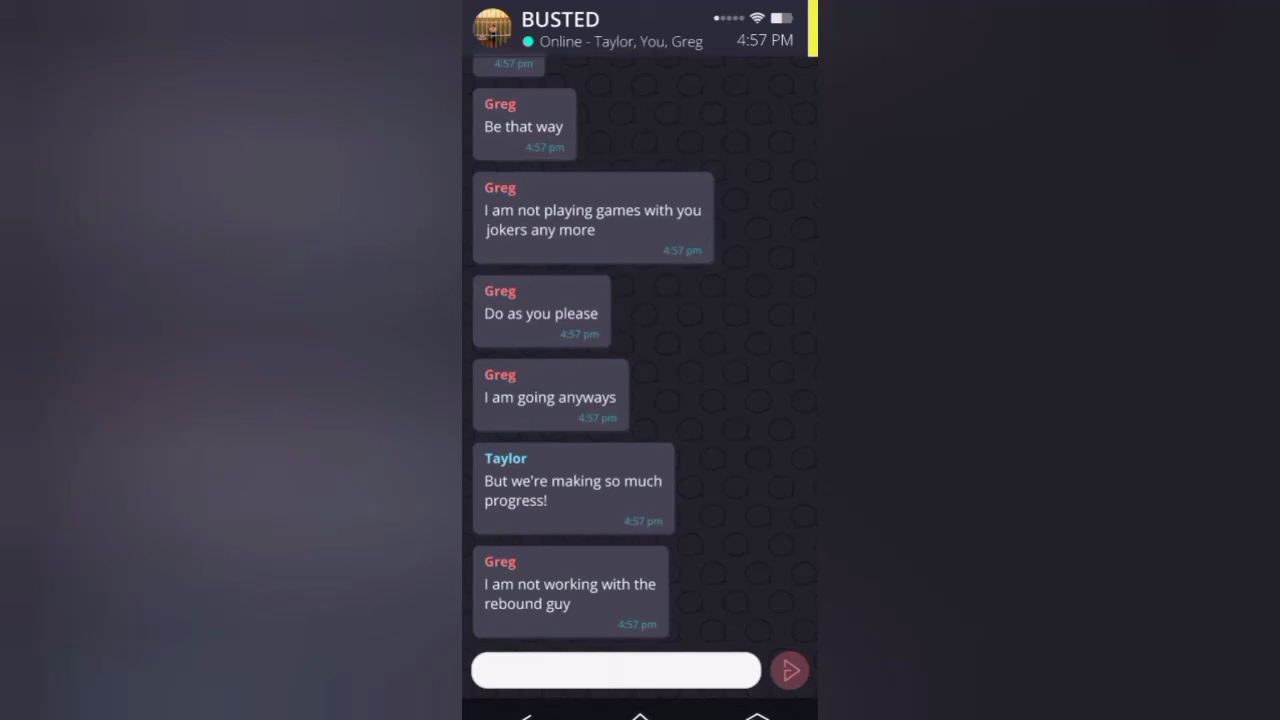 BUSTED
Online - Taylor, You, Greg
4:57 PM
4:57 pm
Greg
Be that way
4:57 pm
Greg
I am not playing games with you
jokers any more
4:57 pm
Greg
Do as you please
4:57 pm
Greg
I am going anyways
4:57 pm
Taylor
But we're making so much
progress!
4:57 pm
Greg
I am not working with the
rebound guy
4:57 pm